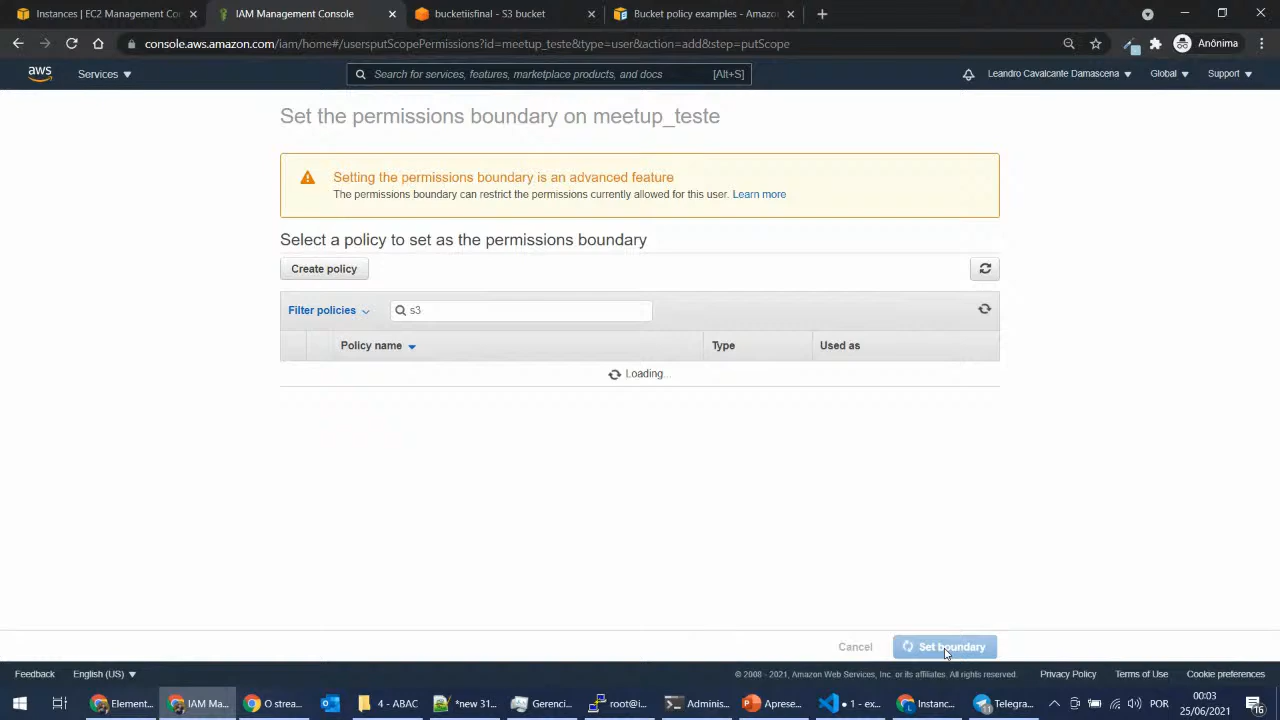 Instances | EC2 Management Con
IAM Management Console
bucketiisfinal - S3 bucket
Bucket policy examples - Amazo
console.aws.amazon.com/iam/home#/usersputScopePermissions$id=meetup_teste&type=user&action=add&step=putScope
Anônima
aws
Services
Search for services, features, marketplace products, and docs
[Alt+S]
Leandro Cavalcante Damascena
Global
Support
Set the permissions boundary on meetup_teste
Setting the permissions boundary is an advanced feature
The permissions boundary can restrict the permissions currently allowed for this user. Learn more
Select a policy to set as the permissions boundary
Create policy
Filter policies
s3
Policy name
Type
Used as
Loading...
Cancel
Set boundary
Feedback
English (US)
© 2008 - 2021, Amazon Web Services, Inc. or its affiliates. All rights reserved.
Privacy Policy
Terms of Use
Cookie preferences
Element...
IAM Ma...
O strea...
4 - ABAC
*new 31...
Gerenci...
root@i...
Adminis...
Aprese...
● 1 - ex...
Instanc...
11
Telegra...
POR
00:03
25/06/2021
16